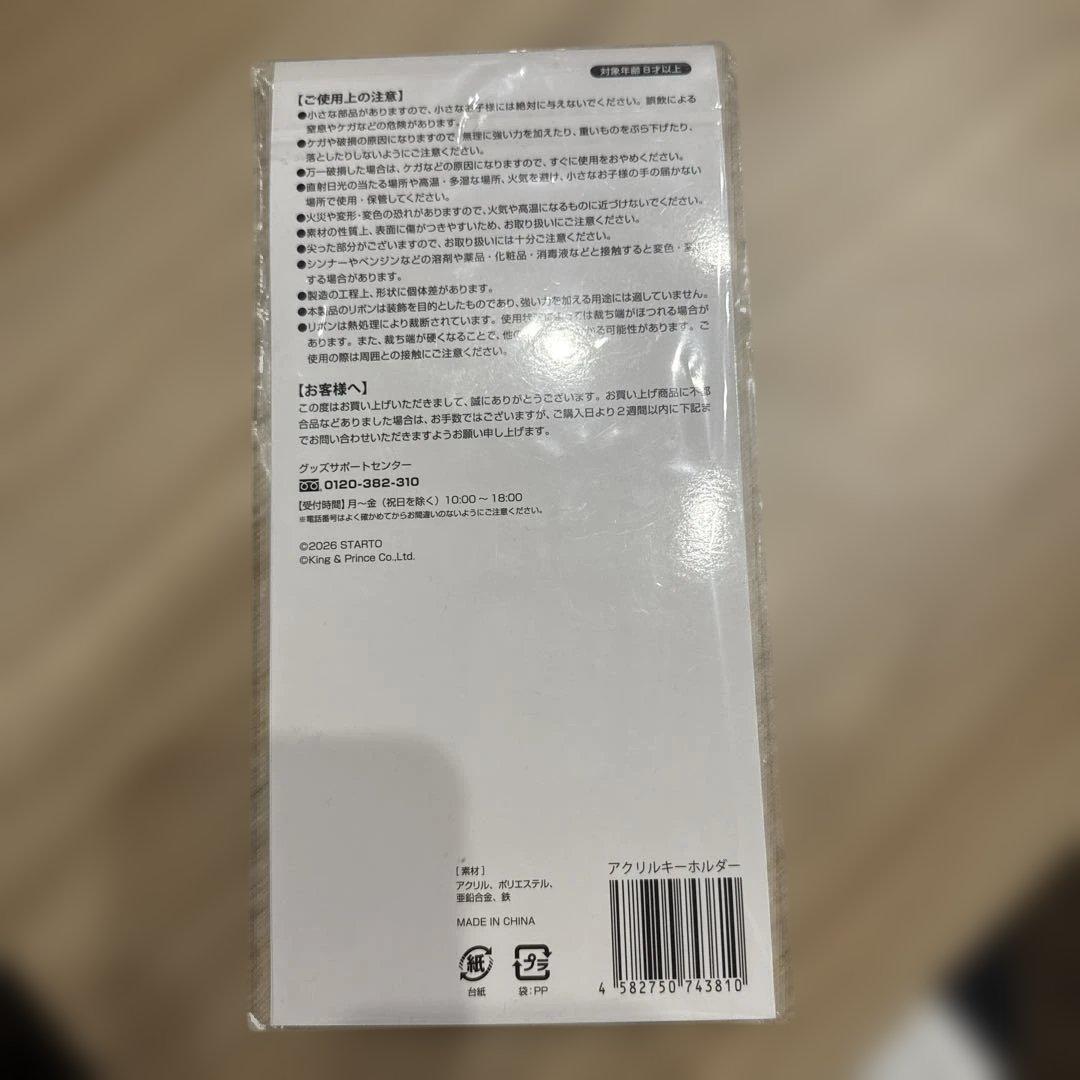 対象年齢 8才以上
【ご使用上の注意】
●小さな部品がありますので、小さなお子様には絶対に与えないでください。誤飲による
窒息やケガなどの危険があります。
●ケガや破損の原因になりますので、無理に強い力を加えたり、重いものをぶら下げたり、
落としたりしないようにご注意ください。
●万一破損した場合は、ケガなどの原因になりますので、すぐに使用をおやめください。
●直射日光の当たる場所や高温・多湿な場所、火気を避け、小さなお子様の手の届かない
場所で使用・保管してください。
●火災や変形・変色の恐れがありますので、火気や高温になるものに近づけないでください。
●素材の性質上、表面に傷がつきやすいため、お取り扱いにご注意ください。
●尖った部分がございますので、お取り扱いには十分ご注意ください。
●シンナーやベンジンなどの溶剤や薬品・化粧品・消毒液などと接触すると変色・
する場合があります。
●製造の工程上、形状に個体差があります。
●本製品のリボンは装飾を目的としたものであり、強い力を加える用途には適していません。
●リボンは熱処理により裁断されています。使用状況によっては裁ち端がほつれる場合が
あります。また、裁ち端が硬くなることで、他の 可能性があります。ご
使用の際は周囲との接触にご注意ください。
【お客様へ】
この度はお買い上げいただきまして、誠にありがとうございます。お買い上げ商品に不都
合品などありました場合は、お手数ではございますが、ご購入日より2週間以内に下記ま
でお問い合わせいただきますようお願い申し上げます。
グッズサポートセンター
0120-382-310
【受付時間】月〜金（祝日を除く）10:00〜18:00
※電話番号はよく確かめてからお間違いのないようにご注意ください。
©2026 STARTO
©King & Prince Co.,Ltd.
[素材]
アクリル、ポリエステル、
亜鉛合金、鉄
MADE IN CHINA
紙
台紙
プラ
袋：PP
アクリルキーホルダー
4 582750 743810